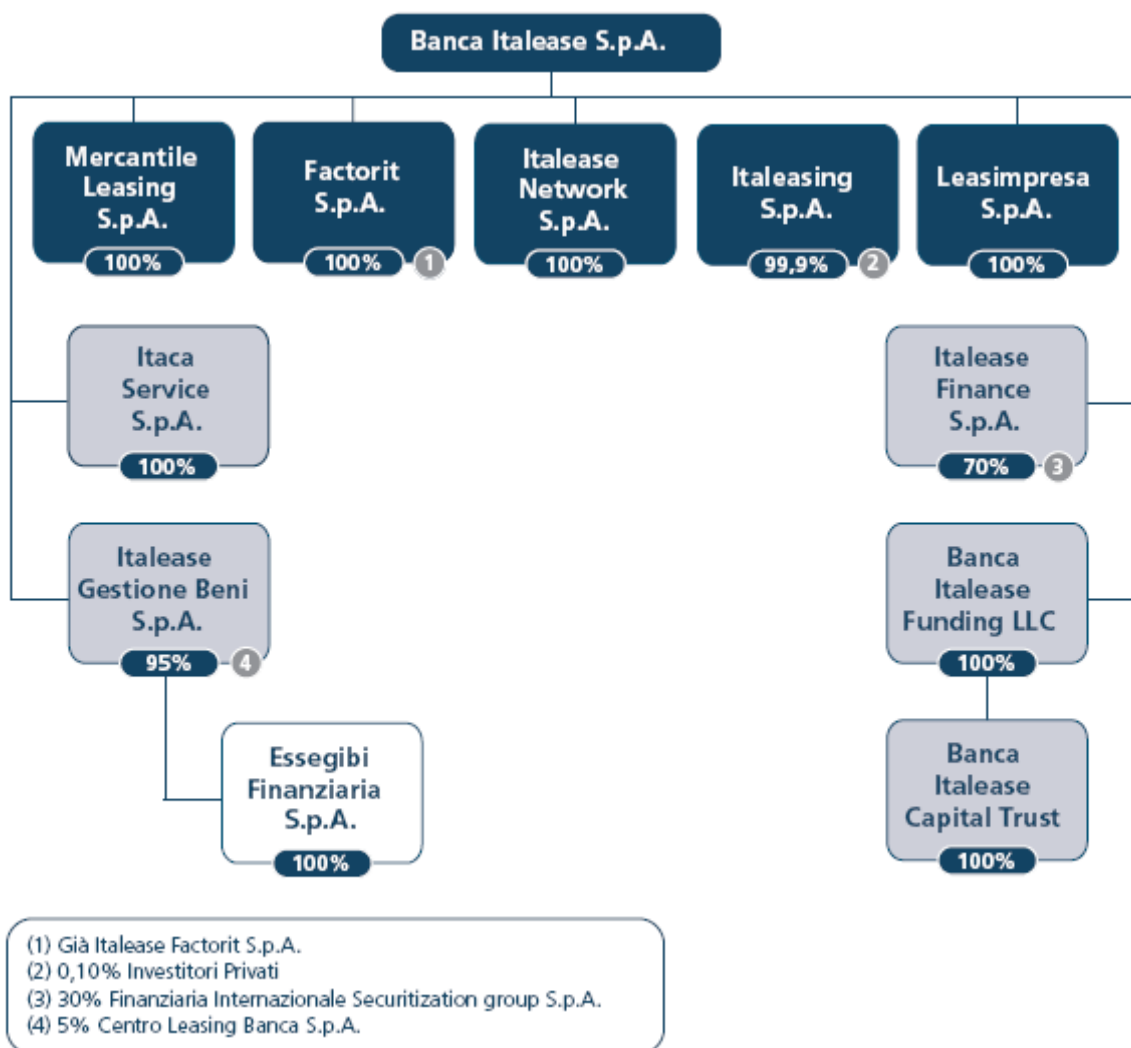 Banca Italease S.p.A.
Mercantile
Leasing
S.p.A.
100%
Factorit
S.p.A.
100%
1
Italease
Network
S.p.A.
100%
Italeasing
S.p.A.
99,9%
2
Leasimpresa
S.p.A.
100%
Itaca
Service
S.p.A.
100%
Italease
Finance
S.p.A.
70%
3
Italease
Gestione Beni
S.p.A.
95%
4
Banca
Italease
Funding LLC
100%
Essegibi
Finanziaria
S.p.A.
100%
Banca
Italease
Capital Trust
100%
(1) Già Italease Factorit S.p.A.
(2) 0,10% Investitori Privati
(3) 30% Finanziaria Internazionale Securitization group S.p.A.
(4) 5% Centro Leasing Banca S.p.A.